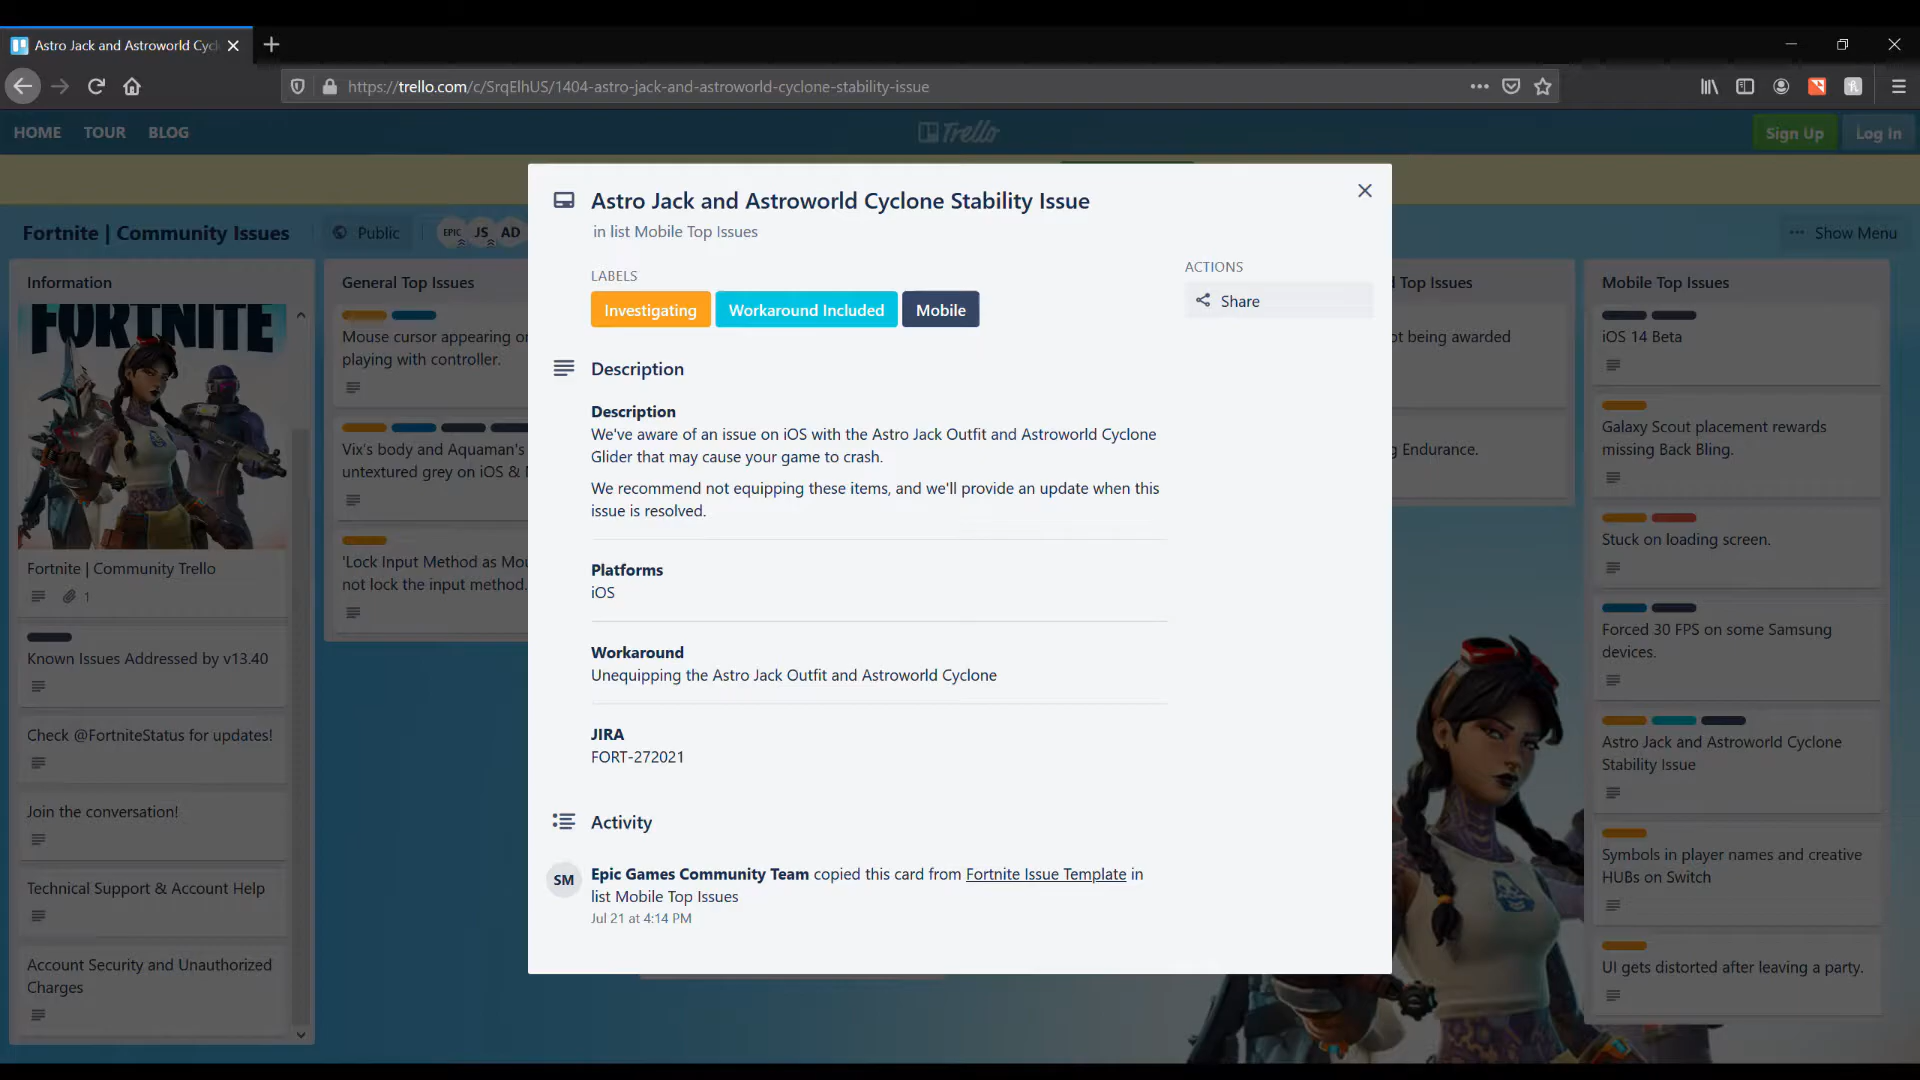 Astro Jack and Astroworld Cycl
https://trello.com/c/SrqElhUS/1404-astro-jack-and-astroworld-cyclone-stability-issue
HOME TOUR BLOG
Trello
Sign Up
Log In
Fortnite | Community Issues
Public
EPIC JS AD
Show Menu
Information
FORTNITE
Fortnite | Community Trello
1
Known Issues Addressed by v13.40
Check @FortniteStatus for updates!
Join the conversation!
Technical Support & Account Help
Account Security and Unauthorized
Charges
General Top Issues
Mouse cursor appearing
playing with controller.
Vix's body and Aquaman's
untextured grey on iOS &
'Lock Input Method as
not lock the input method.
Astro Jack and Astroworld Cyclone Stability Issue
in list Mobile Top Issues
LABELS
Investigating
Workaround Included
Mobile
ACTIONS
Share
Description
Description
We've aware of an issue on iOS with the Astro Jack Outfit and Astroworld Cyclone
Glider that may cause your game to crash.
We recommend not equipping these items, and we'll provide an update when this
issue is resolved.
Platforms
iOS
Workaround
Unequipping the Astro Jack Outfit and Astroworld Cyclone
JIRA
FORT-272021
Activity
SM
Epic Games Community Team copied this card from Fortnite Issue Template in
list Mobile Top Issues
Jul 21 at 4:14 PM
Top Issues
being awarded
Endurance.
Mobile Top Issues
iOS 14 Beta
Galaxy Scout placement rewards
missing Back Bling.
Stuck on loading screen.
Forced 30 FPS on some Samsung
devices.
Astro Jack and Astroworld Cyclone
Stability Issue
Symbols in player names and creative
HUBs on Switch
UI gets distorted after leaving a party.